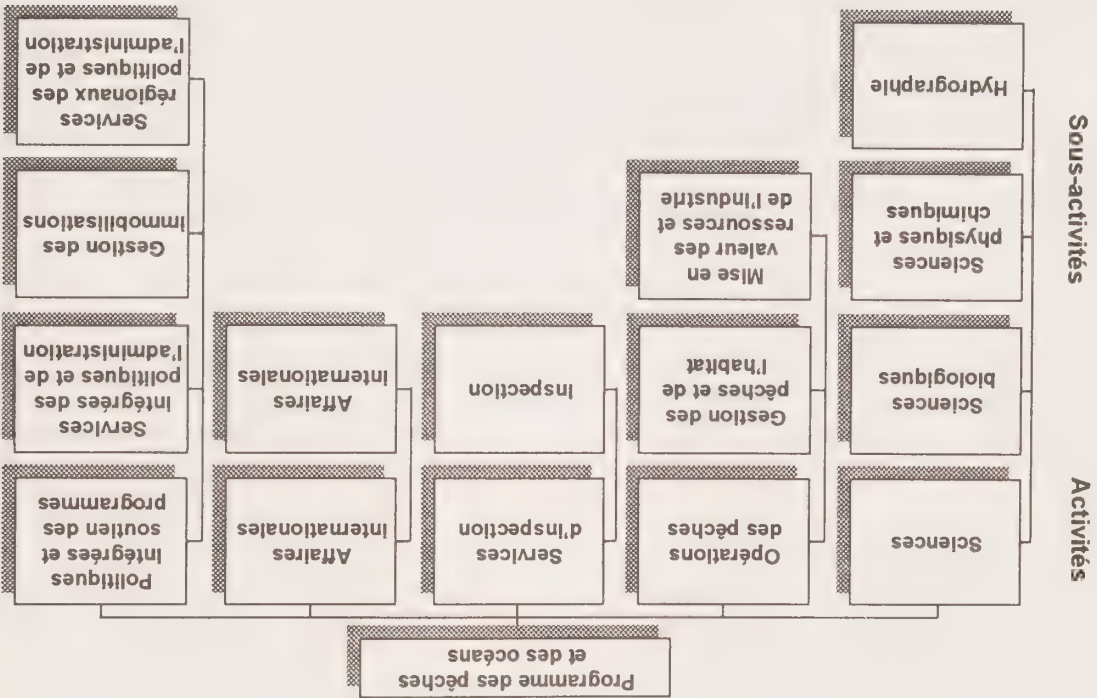 Programme des pêches
et des océans
Activités
Sciences
Opérations
des pêches
Services
d'inspection
Affaires
internationales
Politiques
intégrées et
soutien des
programmes
Sous-activités
Sciences
biologiques
Gestion des
pêches et de
l'habitat
Inspection
Affaires
internationales
Services
intégrés des
politiques et de
l'administration
Sciences
physiques et
chimiques
Mise en
valeur des
ressources et
de l'industrie
Gestion des
immobilisations
Hydrographie
Services
régionaux des
politiques et de
l'administration